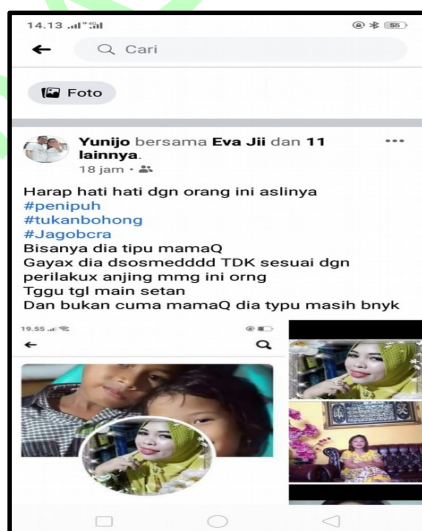 14.13
Cari
Foto
Yunijo bersama Eva Jii dan 11
lainnya.
18 jam
Harap hati hati dgn orang ini aslinya
#penipuh
#tukanbohong
#Jagobcra
Bisanya dia tipu mamaQ
Gayax dia dsosmedddd TDK sesuai dgn
perilakux anjing mmg ini orng
Tggu tgl main setan
Dan bukan cuma mamaQ dia typu masih bnyk
19.55